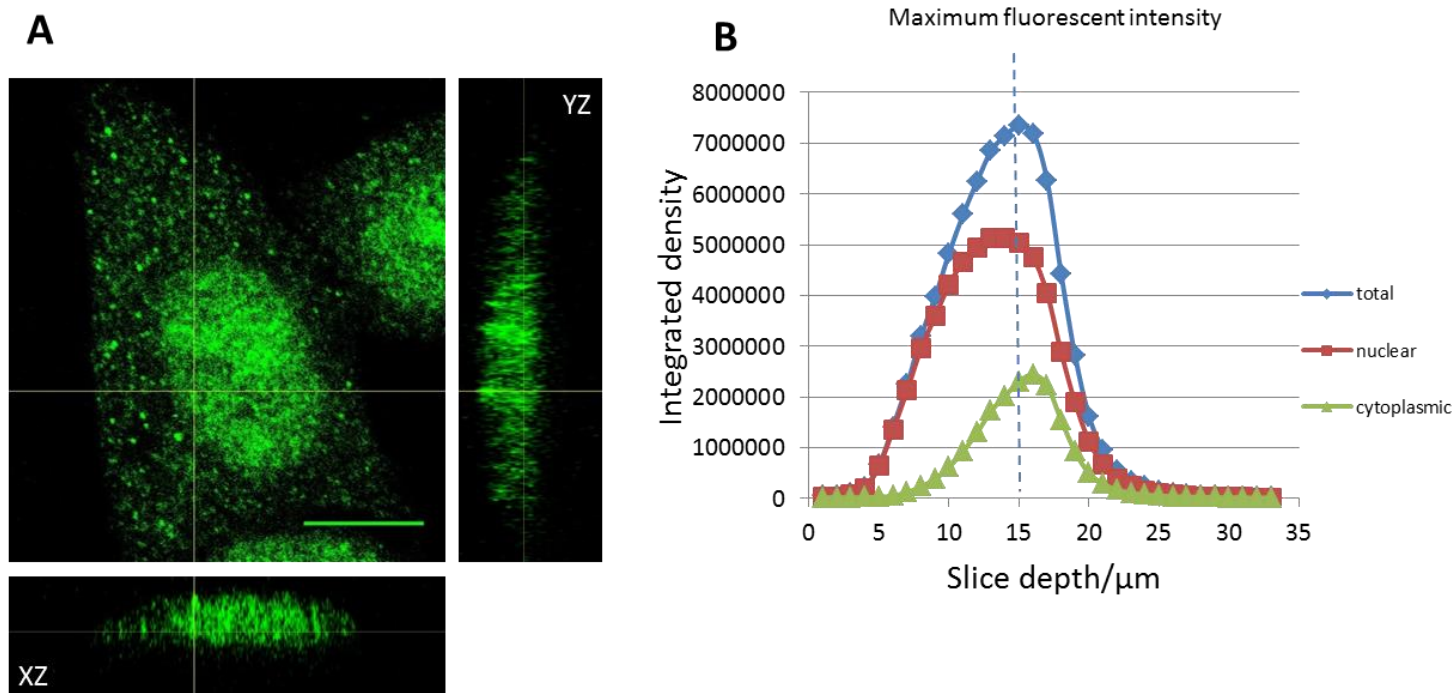 A
YZ
XZ
B
Maximum fluorescent intensity
Integrated density
8000000
7000000
6000000
5000000
4000000
3000000
2000000
1000000
0
0 5 10 15 20 25 30 35
Slice depth/µm
total
nuclear
cytoplasmic